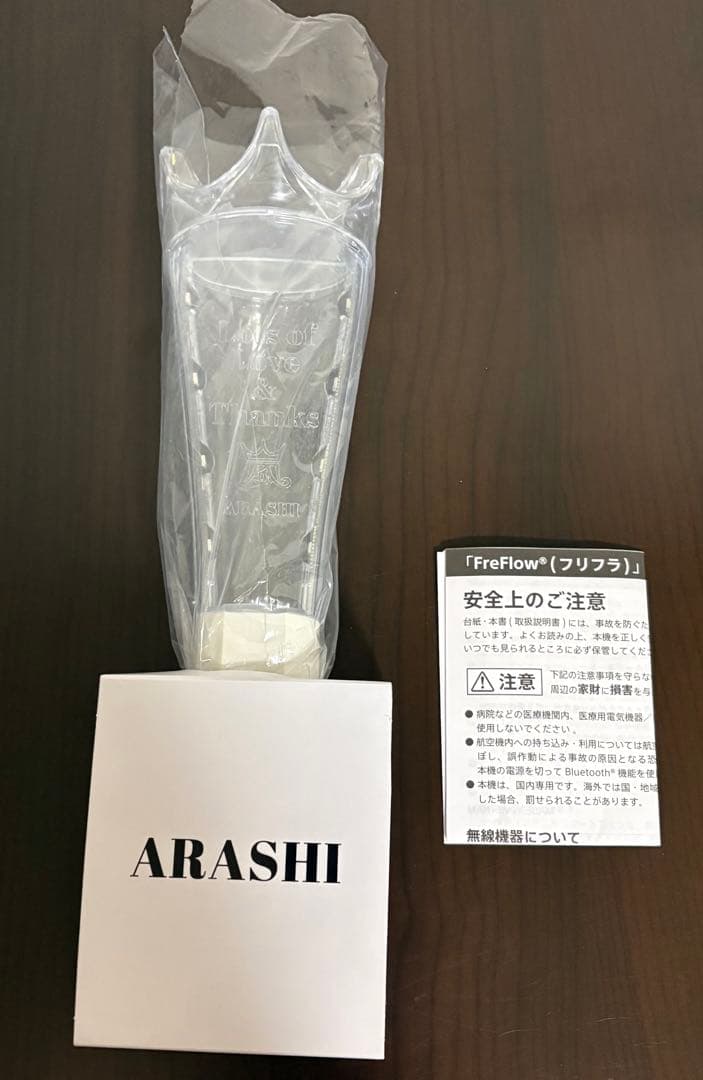 Lots of
Love
&
Thanks
嵐。
ARASHI
ARASHI
「FreFlow®(フリフラ)」
安全上のご注意
台紙・本書(取扱説明書)には、事故を防ぐた
しています。よくお読みの上、本機を正しく
いつでも見られるところに必ず保管してくだ
注意
下記の注意事項を守らな
周辺の家財に損害を与
● 病院などの医療機関内、医療用電気機器/
使用しないでください。
● 航空機内への持ち込み・利用については航
ぼし、誤作動による事故の原因となる恐
本機の電源を切って Bluetooth® 機能を使
● 本機は、国内専用です。海外では国・地域
した場合、罰せられることがあります。
無線機器について